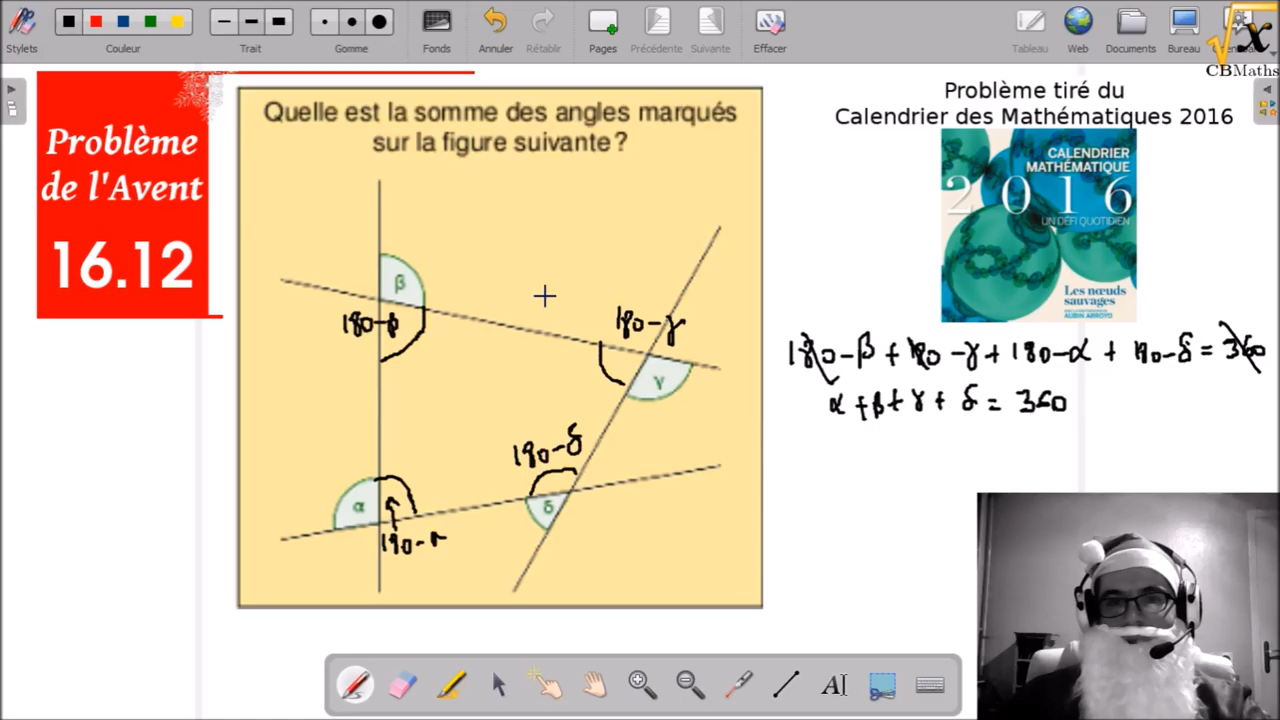 Stylets
Couleur
Trait
Gomme
Fonds
Annuler
Rétablir
Pages
Précédente
Suivante
Effacer
Tableau
Web
Documents
Bureau
√x
CBMaths
Problème
de l'Avent
16.12
Quelle est la somme des angles marqués
sur la figure suivante ?
β
180-β
180-γ
γ
180-δ
α
δ
180-α
Problème tiré du
Calendrier des Mathématiques 2016
CALENDRIER
MATHÉMATIQUE
2016
UN DÉFI QUOTIDIEN
Les nœuds
sauvages
AUBIN ARROYO
180-β + 180-γ + 180-α + 180-δ = 360
α+β+γ+δ = 360
AI